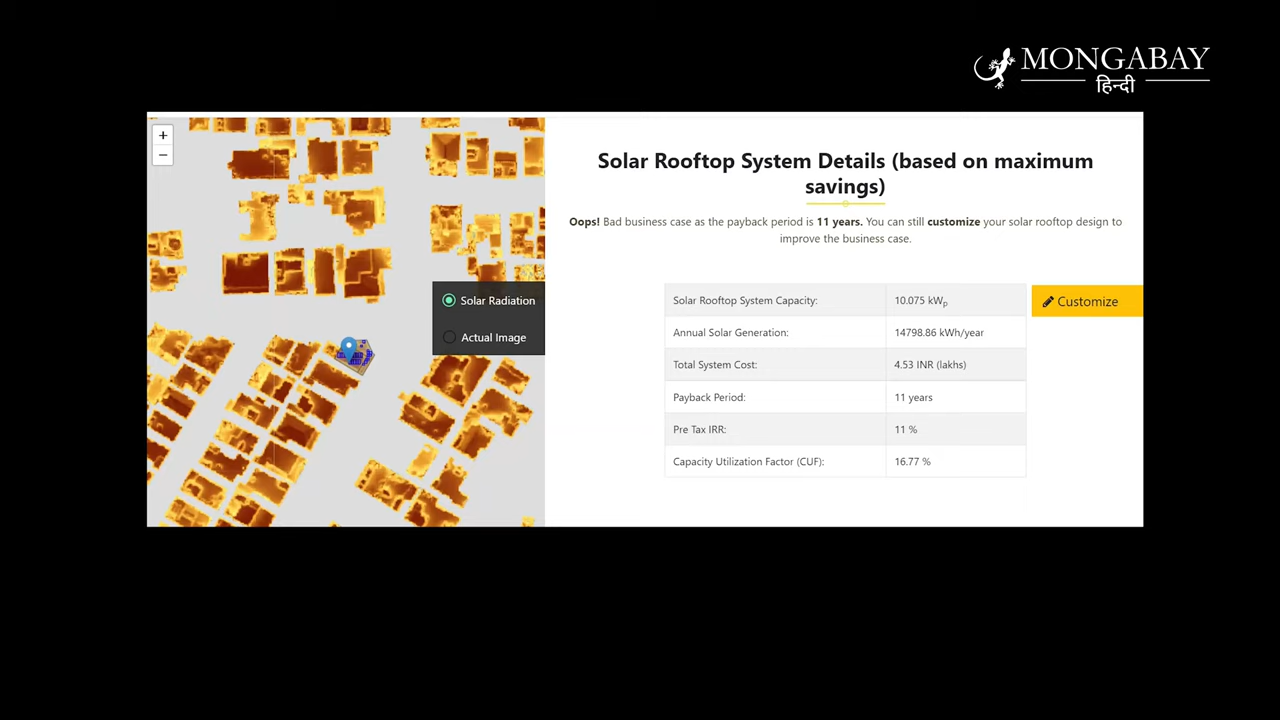 MONGABAY
हिन्दी
+
−
Solar Radiation
Actual Image
Solar Rooftop System Details (based on maximum
savings)
Oops! Bad business case as the payback period is 11 years. You can still customize your solar rooftop design to
improve the business case.
Customize
Solar Rooftop System Capacity: 10.075 kWp
Annual Solar Generation: 14798.86 kWh/year
Total System Cost: 4.53 INR (lakhs)
Payback Period: 11 years
Pre Tax IRR: 11 %
Capacity Utilization Factor (CUF): 16.77 %